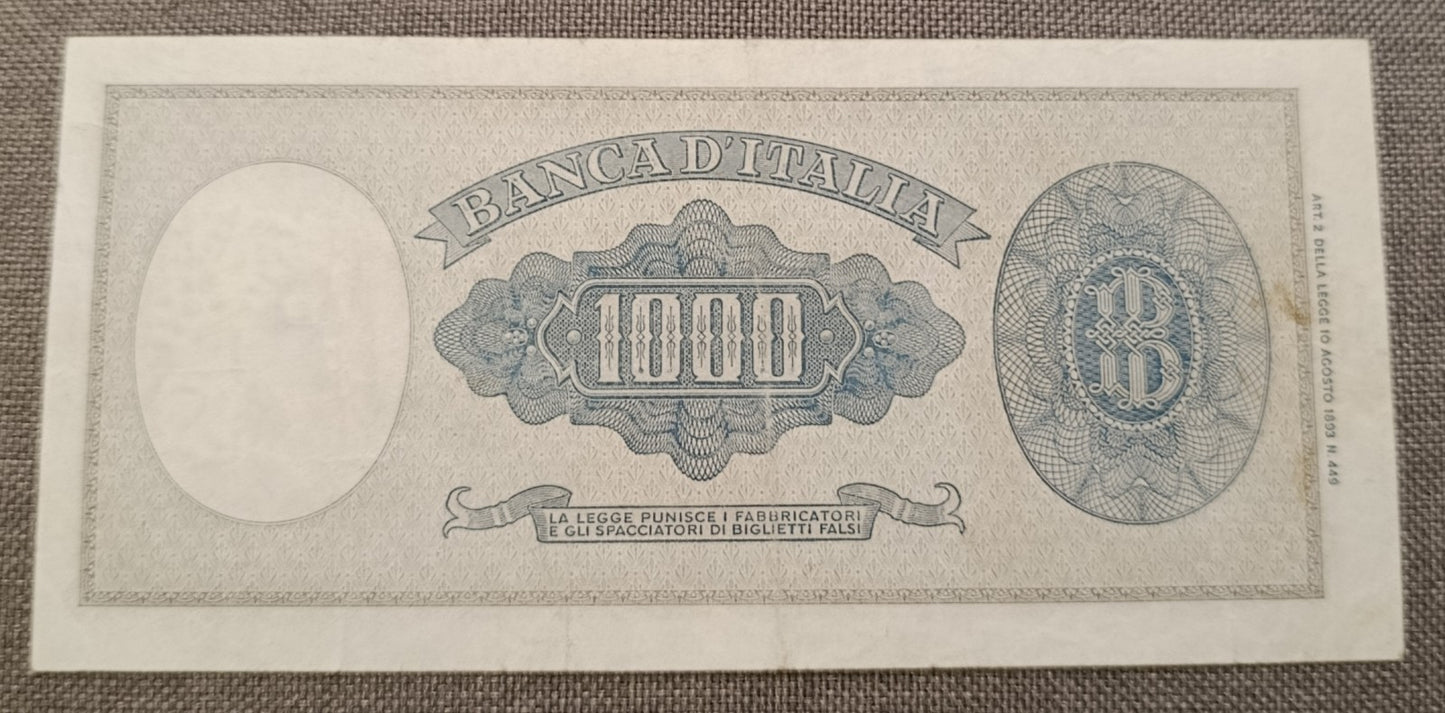 BANCA D'ITALIA
1000
LA LEGGE PUNISCE I FABBRICATORI
E GLI SPACCIATORI DI BIGLIETTI FALSI
ART. 2 DELLA LEGGE 10 AGOSTO 1893 N. 449